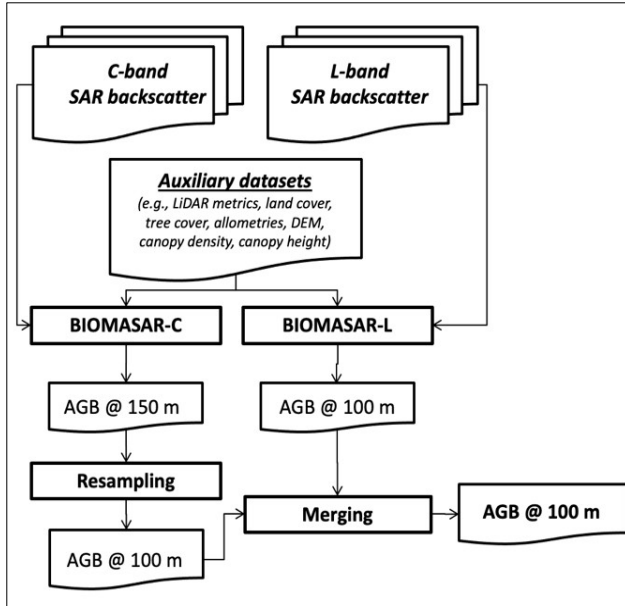 C-band
SAR backscatter
L-band
SAR backscatter
Auxiliary datasets
(e.g., LiDAR metrics, land cover,
tree cover, allometries, DEM,
canopy density, canopy height)
BIOMASAR-C
BIOMASAR-L
AGB @ 150 m
AGB @ 100 m
Resampling
Merging
AGB @ 100 m
AGB @ 100 m